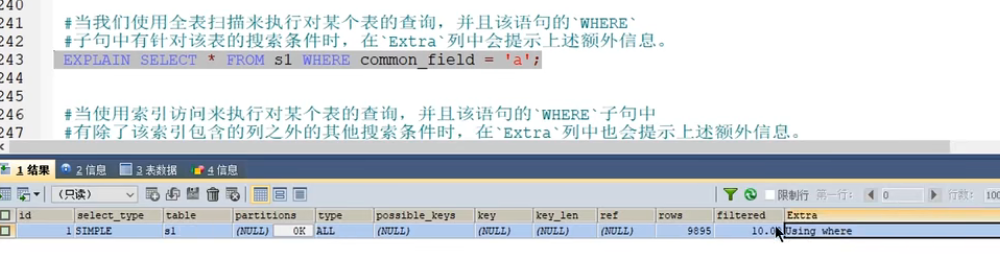 240
241 #当我们使用全表扫描来执行对某个表的查询,并且该语句的`WHERE`
242 #子句中有针对该表的搜索条件时,在`Extra`列中会提示上述额外信息。
243 EXPLAIN SELECT * FROM s1 WHERE common_field = 'a';
244
245
246 #当使用索引访问来执行对某个表的查询,并且该语句的`WHERE`子句中
247 #有除了该索引包含的列之外的其他搜索条件时,在`Extra`列中也会提示上述额外信息。
1 结果 2 信息 3 表数据 4 信息
(只读) 限制行 第一行: 0 行数: 100
id select_type table partitions type possible_keys key key_len ref rows filtered Extra
1 SIMPLE s1 (NULL) 0K ALL (NULL) (NULL) (NULL) (NULL) 9895 10.0 Using where